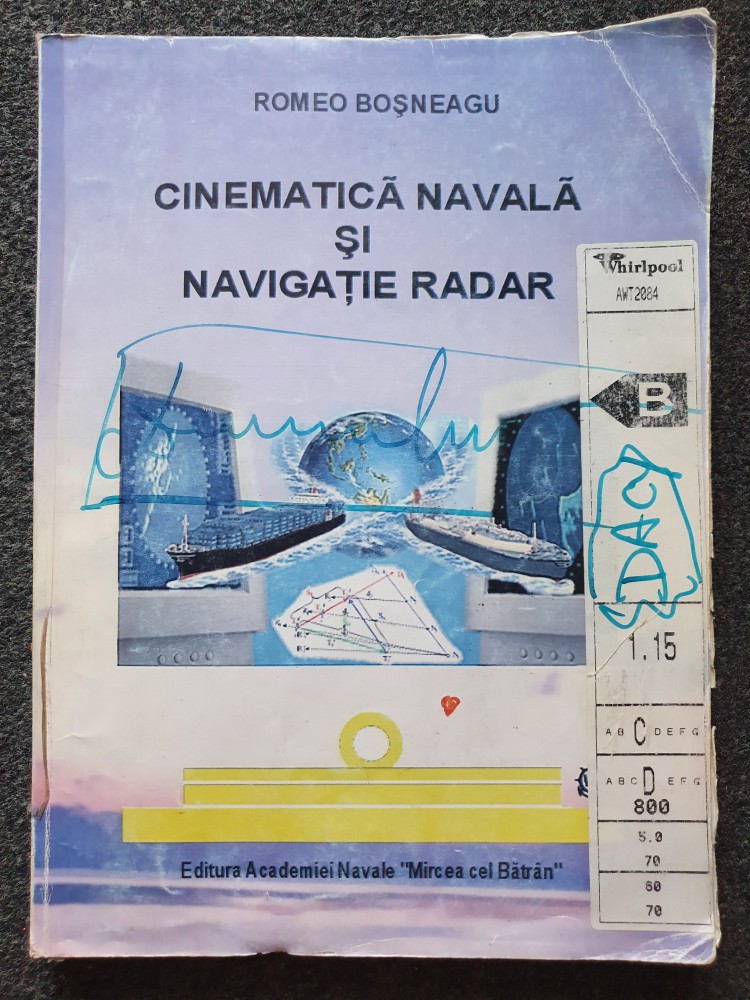 ROMEO BOŞNEAGU
CINEMATICĂ NAVALĂ
ŞI
NAVIGAŢIE RADAR
Whirlpool
AWT2084
B
DACY
1.15
AB C DEFG
ABC D EFG
800
5.0
70
60
70
Editura Academiei Navale "Mircea cel Bătrân"